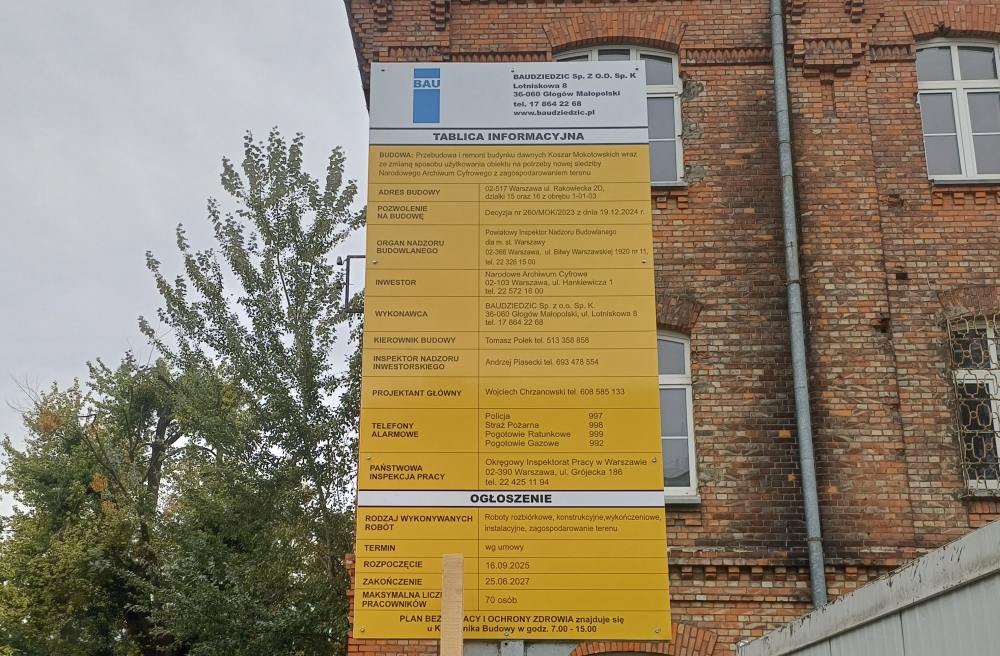 BAU
BAUDZIEDZIC Sp. Z O.O. Sp. K
Lotniskowa 8
36-060 Głogów Małopolski
tel. 17 864 22 68
www.baudziedzic.pl
TABLICA INFORMACYJNA
BUDOWA: Przebudowa i remont budynku dawnych Koszar Mokotowskich wraz
ze zmianą sposobu użytkowania obiektu na potrzeby nowej siedziby
Narodowego Archiwum Cyfrowego z zagospodarowaniem terenu
ADRES BUDOWY
02-517 Warszawa ul. Rakowiecka 2D,
działki 15 oraz 16 z obrębu 1-01-03
POZWOLENIE
NA BUDOWĘ
Decyzja nr 260/MOK/2023 z dnia 19.12.2024 r.
ORGAN NADZORU
BUDOWLANEGO
Powiatowy Inspektor Nadzoru Budowlanego
dla m. st. Warszawy
02-366 Warszawa, ul. Bitwy Warszawskiej 1920 nr 11,
tel. 22 326 15 00
INWESTOR
Narodowe Archiwum Cyfrowe
02-103 Warszawa, ul. Hankiewicza 1
tel. 22 572 16 00
WYKONAWCA
BAUDZIEDZIC Sp. z o.o. Sp. K.
36-060 Głogów Małopolski, ul. Lotniskowa 8
tel. 17 864 22 68
KIEROWNIK BUDOWY
Tomasz Polek tel. 513 358 858
INSPEKTOR NADZORU
INWESTORSKIEGO
Andrzej Piasecki tel. 693 478 554
PROJEKTANT GŁÓWNY
Wojciech Chrzanowski tel. 608 585 133
TELEFONY
ALARMOWE
Policja 997
Straż Pożarna 998
Pogotowie Ratunkowe 999
Pogotowie Gazowe 992
PAŃSTWOWA
INSPEKCJA PRACY
Okręgowy Inspektorat Pracy w Warszawie
02-390 Warszawa, ul. Grójecka 186
tel. 22 425 11 94
OGŁOSZENIE
RODZAJ WYKONYWANYCH
ROBÓT
Roboty rozbiórkowe, konstrukcyjne,wykończeniowe,
instalacyjne, zagospodarowanie terenu
TERMIN
wg umowy
ROZPOCZĘCIE
16.09.2025
ZAKOŃCZENIE
25.06.2027
MAKSYMALNA
PRACOWNIKÓW
70 osób
PLAN I OCHRONY ZDROWIA znajduje się
u Budowy w godz. 7.00 - 15.00